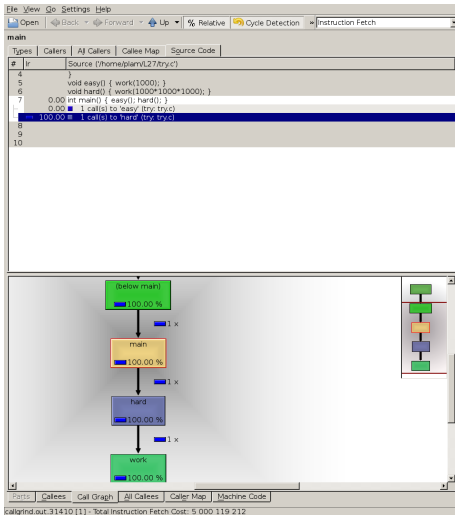 File View Go Settings Help
Open Back Forward Up % Relative Cycle Detection » Instruction Fetch
main
Types Callers All Callers Callee Map Source Code
# Ir Source ('/home/plam/L27/try.c')
4 }
5 void easy() { work(1000); }
6 void hard() { work(1000*1000*1000); }
7 0.00 int main() { easy(); hard(); }
0.00 1 call(s) to 'easy' (try: try.c)
100.00 1 call(s) to 'hard' (try: try.c)
8
9
10
(below main)
100.00 %
1 x
main
100.00 %
1 x
hard
100.00 %
1 x
work
100.00 %
Parts Callees Call Graph All Callees Caller Map Machine Code
callgrind.out.31410 [1] - Total Instruction Fetch Cost: 5 000 119 212